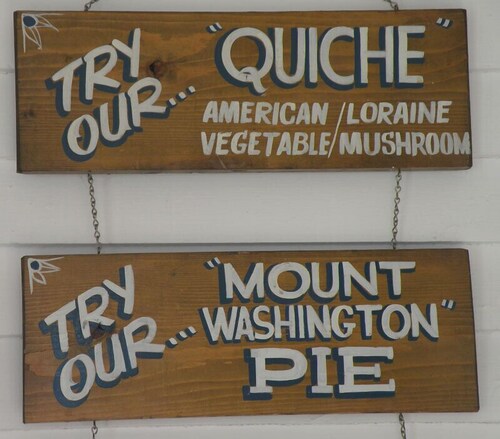 TRY
OUR... "QUICHE"
AMERICAN/LORAINE
VEGETABLE/MUSHROOM
TRY
OUR... "MOUNT
WASHINGTON"
PIE